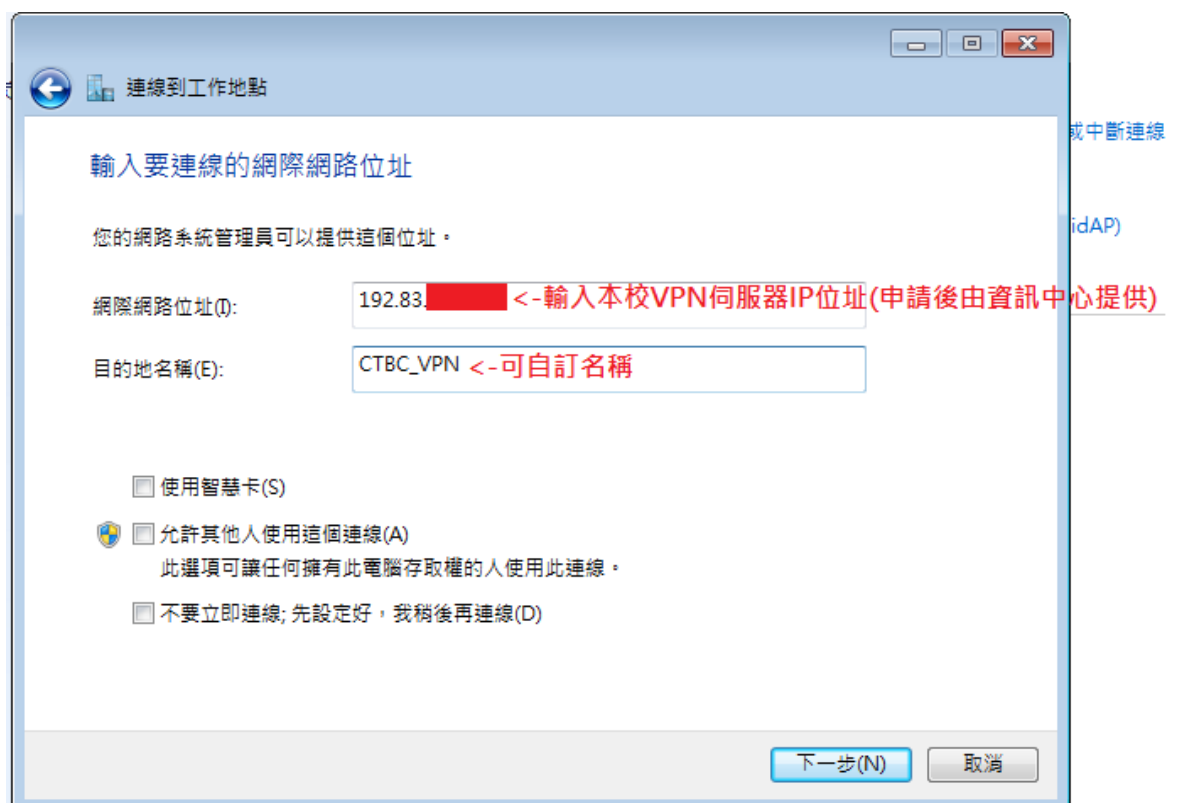 連線到工作地點
或中斷連線
輸入要連線的網際網路位址
idAP)
您的網路系統管理員可以提供這個位址。
網際網路位址(I): 192.83. <-輸入本校VPN伺服器IP位址(申請後由資訊中心提供)
目的地名稱(E): CTBC_VPN <-可自訂名稱
使用智慧卡(S)
允許其他人使用這個連線(A)
此選項可讓任何擁有此電腦存取權的人使用此連線。
不要立即連線; 先設定好，我稍後再連線(D)
下一步(N) 取消